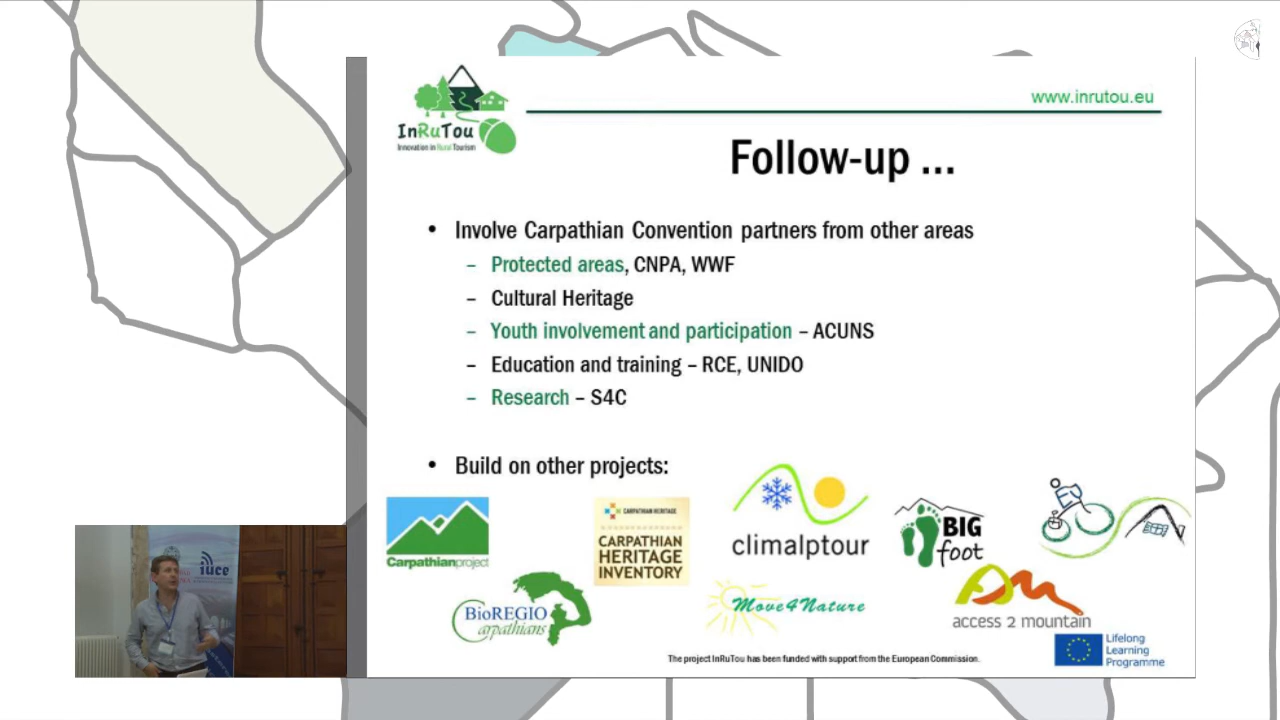 www.inrutou.eu
InRuTou
Innovation in Rural Tourism
Follow-up ...
• Involve Carpathian Convention partners from other areas
– Protected areas, CNPA, WWF
– Cultural Heritage
– Youth involvement and participation – ACUNS
– Education and training – RCE, UNIDO
– Research – S4C
• Build on other projects:
Carpathianproject
CARPATHIAN HERITAGE
CARPATHIAN
HERITAGE
INVENTORY
climalptour
BIG
foot
BioREGIO
Carpathians
Move4Nature
access 2 mountain
iuce
The project InRuTou has been funded with support from the European Commission.
Lifelong
Learning
Programme